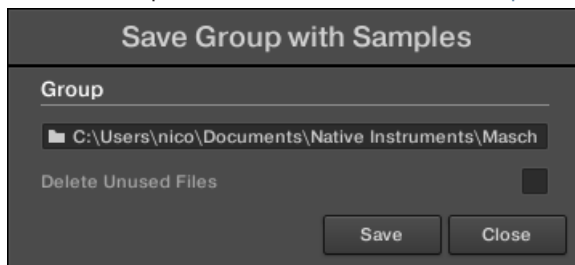 Save Group with Samples
Group
C:\Users\nico\Documents\Native Instruments\Masch
Delete Unused Files
Save Close